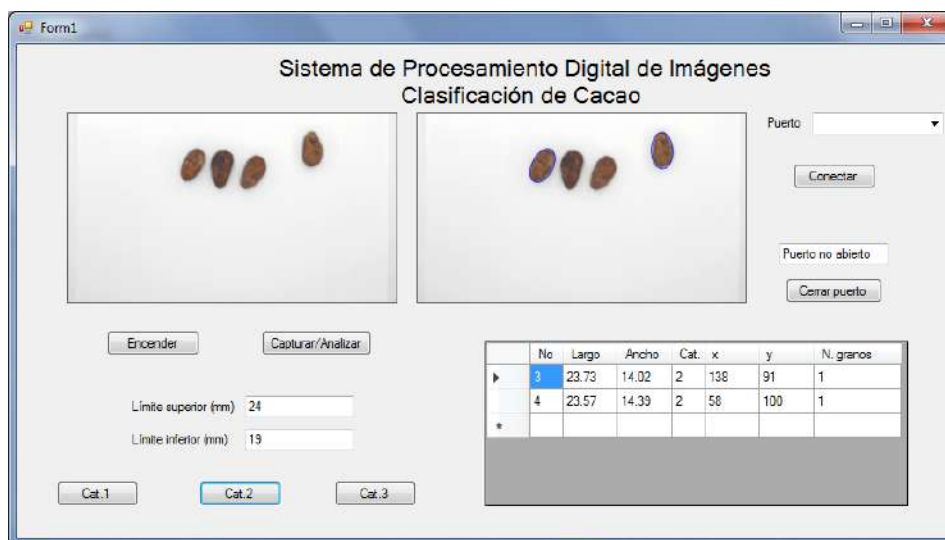 Form1
Sistema de Procesamiento Digital de Imágenes
Clasificación de Cacao
Puerto
Conectar
Puerto no abierto
Cerrar puerto
Encender
Capturar/Analizar
No Largo Ancho Cat. x y N. granos
3 23.73 14.02 2 138 91 1
4 23.57 14.39 2 58 100 1
*
Límite superior (mm) 24
Límite inferior (mm) 19
Cat.1 Cat.2 Cat.3